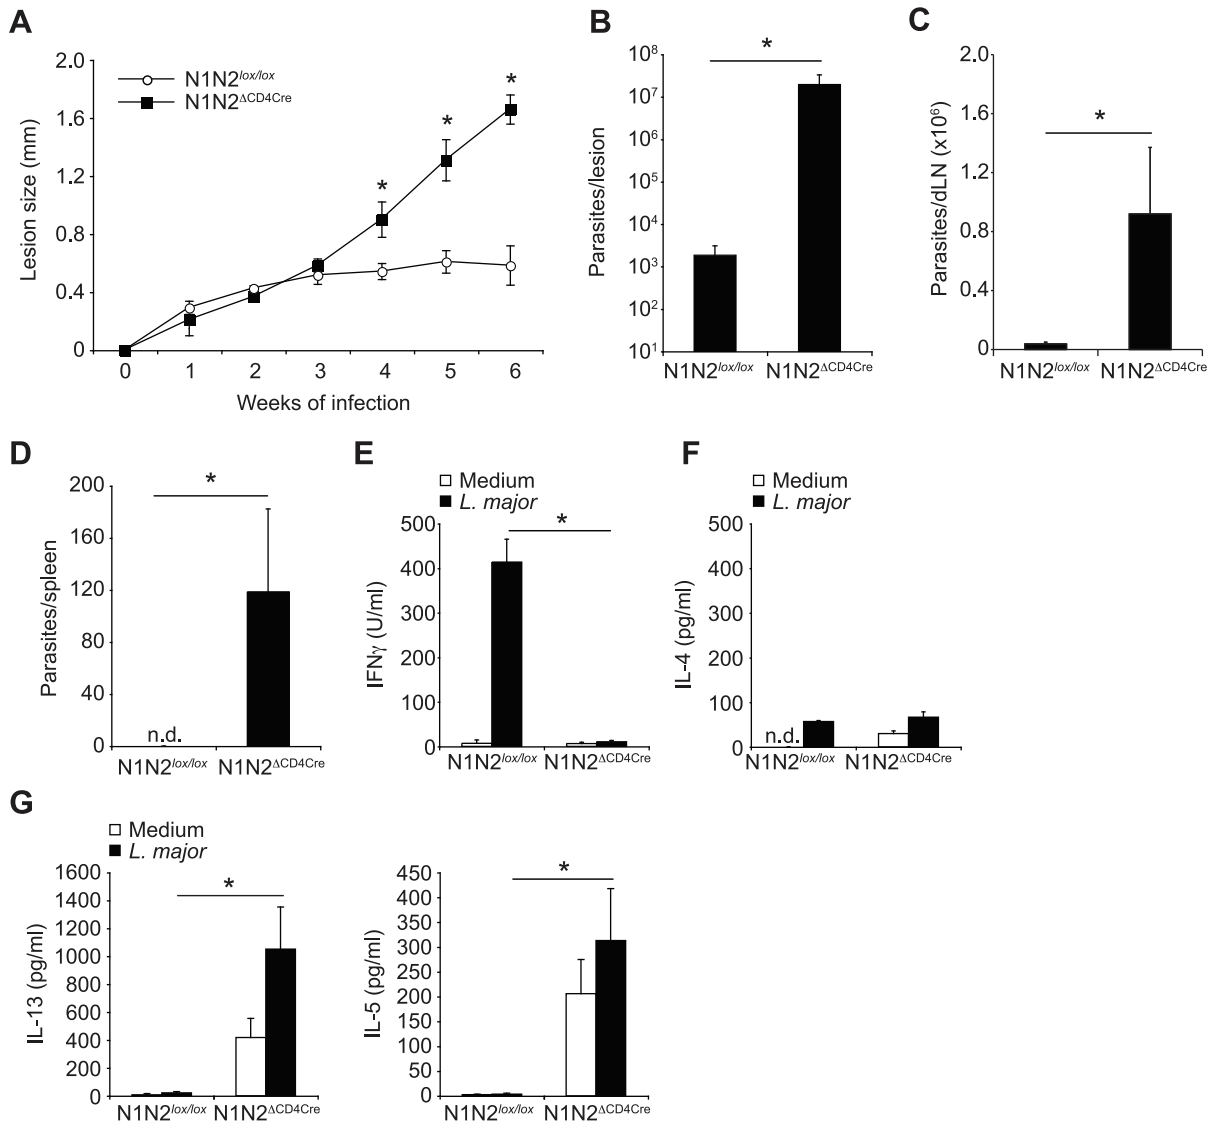 A
N1N2lox/lox
N1N2ΔCD4Cre
Lesion size (mm)
2.0
1.6
1.2
0.8
0.4
0
* * *
0 1 2 3 4 5 6
Weeks of infection
B
Parasites/lesion
10⁸
10⁷
10⁶
10⁵
10⁴
10³
10²
10¹
*
N1N2lox/lox N1N2ΔCD4Cre
C
Parasites/dLN (x10⁶)
2.0
1.6
1.2
0.8
0.4
0
*
N1N2lox/lox N1N2ΔCD4Cre
D
Parasites/spleen
200
160
120
80
40
0
*
n.d.
N1N2lox/lox N1N2ΔCD4Cre
E
Medium
L. major
IFNγ (U/ml)
500
400
300
200
100
0
*
N1N2lox/lox N1N2ΔCD4Cre
F
Medium
L. major
IL-4 (pg/ml)
500
400
300
200
100
0
n.d.
N1N2lox/lox N1N2ΔCD4Cre
G
Medium
L. major
IL-13 (pg/ml)
1600
1400
1200
1000
800
600
400
200
0
*
N1N2lox/lox N1N2ΔCD4Cre
IL-5 (pg/ml)
450
400
350
300
250
200
150
100
50
0
*
N1N2lox/lox N1N2ΔCD4Cre